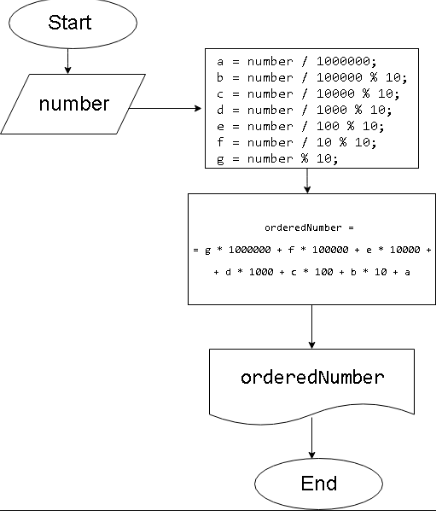 Start
number
a = number / 1000000;
b = number / 100000 % 10;
c = number / 10000 % 10;
d = number / 1000 % 10;
e = number / 100 % 10;
f = number / 10 % 10;
g = number % 10;
orderedNumber =
= g * 1000000 + f * 100000 + e * 10000 +
+ d * 1000 + c * 100 + b * 10 + a
orderedNumber
End